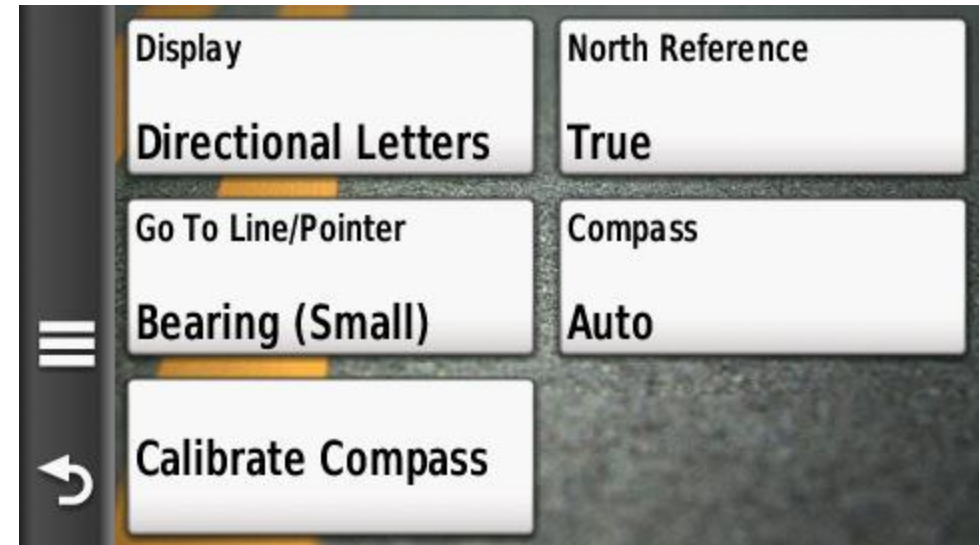 Display
Directional Letters
North Reference
True
Go To Line/Pointer
Bearing (Small)
Compass
Auto
Calibrate Compass